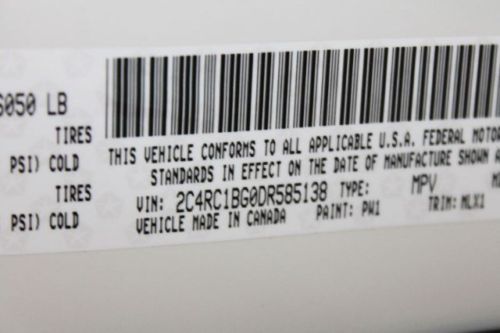 6050 LB
TIRES
PSI) COLD
TIRES
PSI) COLD
THIS VEHICLE CONFORMS TO ALL APPLICABLE U.S.A. FEDERAL MOTOR
STANDARDS IN EFFECT ON THE DATE OF MANUFACTURE SHOWN A
VIN: 2C4RC1BG0DR585138 TYPE: MPV
VEHICLE MADE IN CANADA PAINT: PW1 TRIM: MLX1